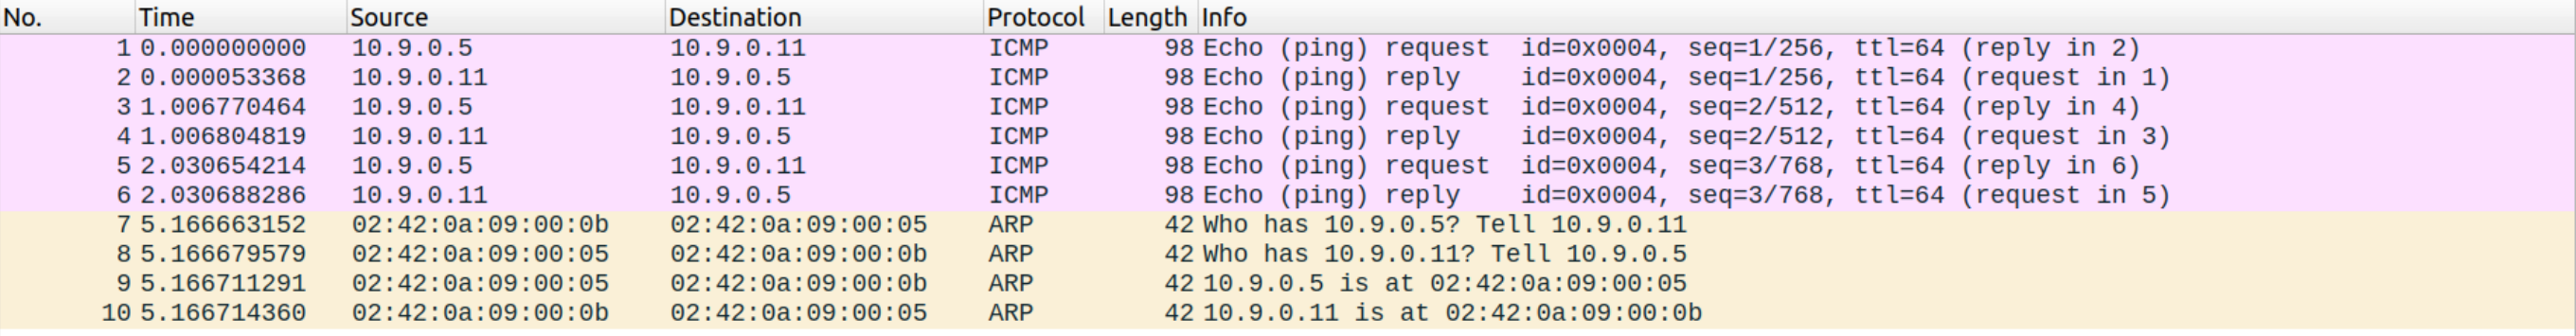 No. Time Source Destination Protocol Length Info
1 0.000000000 10.9.0.5 10.9.0.11 ICMP 98 Echo (ping) request id=0x0004, seq=1/256, ttl=64 (reply in 2)
2 0.000053368 10.9.0.11 10.9.0.5 ICMP 98 Echo (ping) reply id=0x0004, seq=1/256, ttl=64 (request in 1)
3 1.006770464 10.9.0.5 10.9.0.11 ICMP 98 Echo (ping) request id=0x0004, seq=2/512, ttl=64 (reply in 4)
4 1.006804819 10.9.0.11 10.9.0.5 ICMP 98 Echo (ping) reply id=0x0004, seq=2/512, ttl=64 (request in 3)
5 2.030654214 10.9.0.5 10.9.0.11 ICMP 98 Echo (ping) request id=0x0004, seq=3/768, ttl=64 (reply in 6)
6 2.030688286 10.9.0.11 10.9.0.5 ICMP 98 Echo (ping) reply id=0x0004, seq=3/768, ttl=64 (request in 5)
7 5.166663152 02:42:0a:09:00:0b 02:42:0a:09:00:05 ARP 42 Who has 10.9.0.5? Tell 10.9.0.11
8 5.166679579 02:42:0a:09:00:05 02:42:0a:09:00:0b ARP 42 Who has 10.9.0.11? Tell 10.9.0.5
9 5.166711291 02:42:0a:09:00:05 02:42:0a:09:00:0b ARP 42 10.9.0.5 is at 02:42:0a:09:00:05
10 5.166714360 02:42:0a:09:00:0b 02:42:0a:09:00:05 ARP 42 10.9.0.11 is at 02:42:0a:09:00:0b